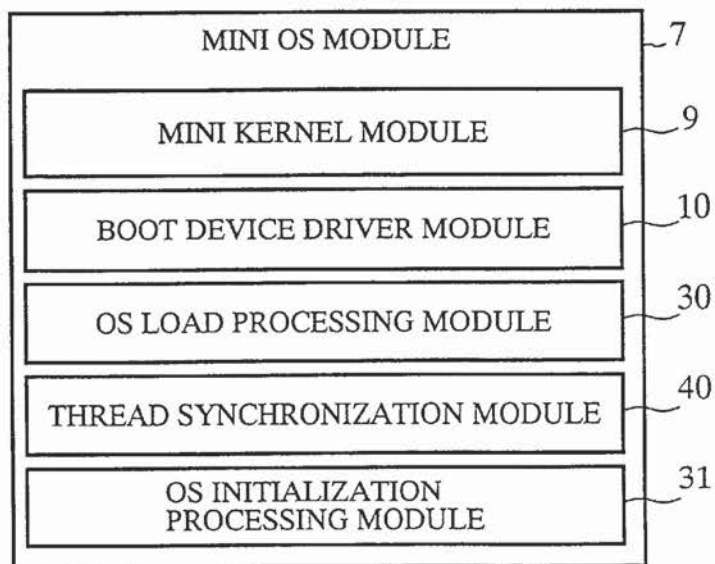 MINI OS MODULE 7
MINI KERNEL MODULE 9
BOOT DEVICE DRIVER MODULE 10
OS LOAD PROCESSING MODULE 30
THREAD SYNCHRONIZATION MODULE 40
OS INITIALIZATION
PROCESSING MODULE 31